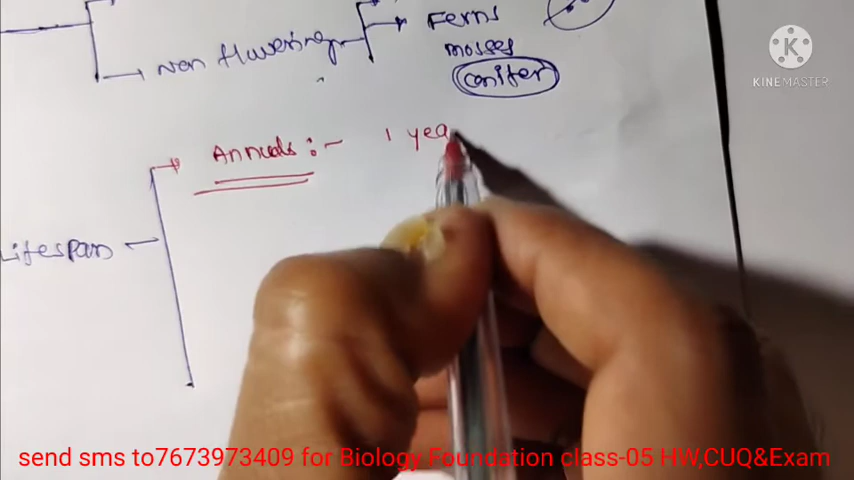 Ferns
Non flowering
mosses
conifer
KINEMASTER
Annuals :- 1 yea
Lifespan
send sms to7673973409 for Biology Foundation class-05 HW,CUQ&Exam